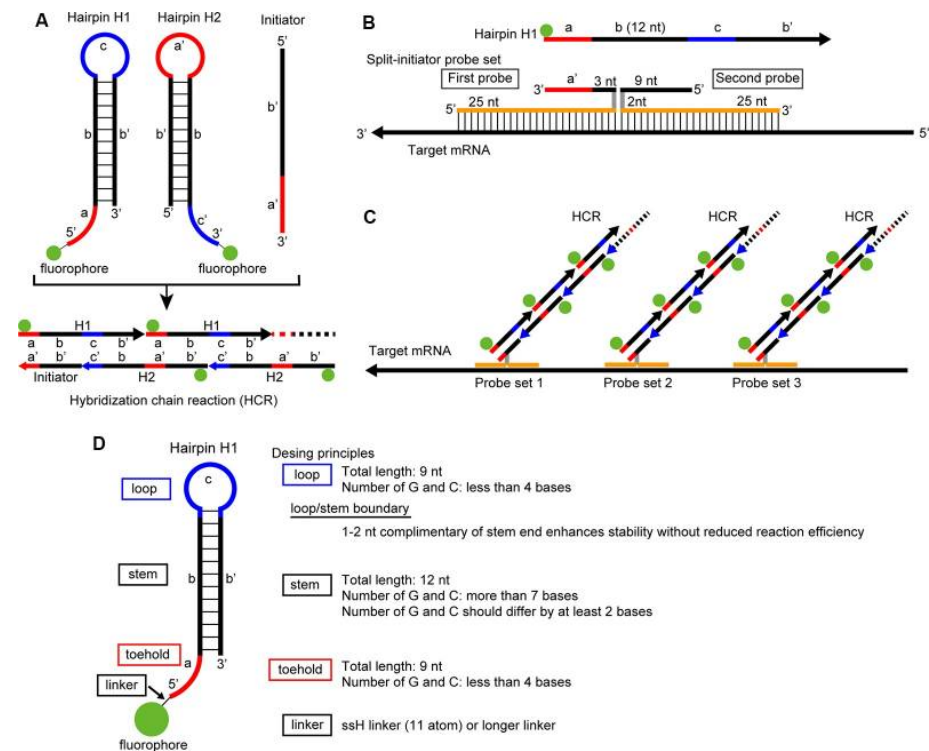 A
Hairpin H1
Hairpin H2
Initiator
c
a'
5'
b'
b b'
b b'
a
3'
5'
c'
a'
5'
3'
3'
fluorophore
fluorophore
H1 H1
a b c b' a b c b'
a' b' c' b a' b' c' b a' b'
Initiator H2 H2
Hybridization chain reaction (HCR)
B
a b (12 nt) c b'
Hairpin H1
Split-initiator probe set
First probe
a' 3 nt 9 nt
Second probe
3' 5'
5' 25 nt 2nt 25 nt 3'
3' 5'
Target mRNA
C
HCR HCR HCR
Target mRNA
Probe set 1 Probe set 2 Probe set 3
D
Hairpin H1
c
loop
stem
b b'
toehold
a 3'
linker
5'
fluorophore
Desing principles
loop
Total length: 9 nt
Number of G and C: less than 4 bases
loop/stem boundary
1-2 nt complimentary of stem end enhances stability without reduced reaction efficiency
stem
Total length: 12 nt
Number of G and C: more than 7 bases
Number of G and C should differ by at least 2 bases
toehold
Total length: 9 nt
Number of G and C: less than 4 bases
linker
ssH linker (11 atom) or longer linker